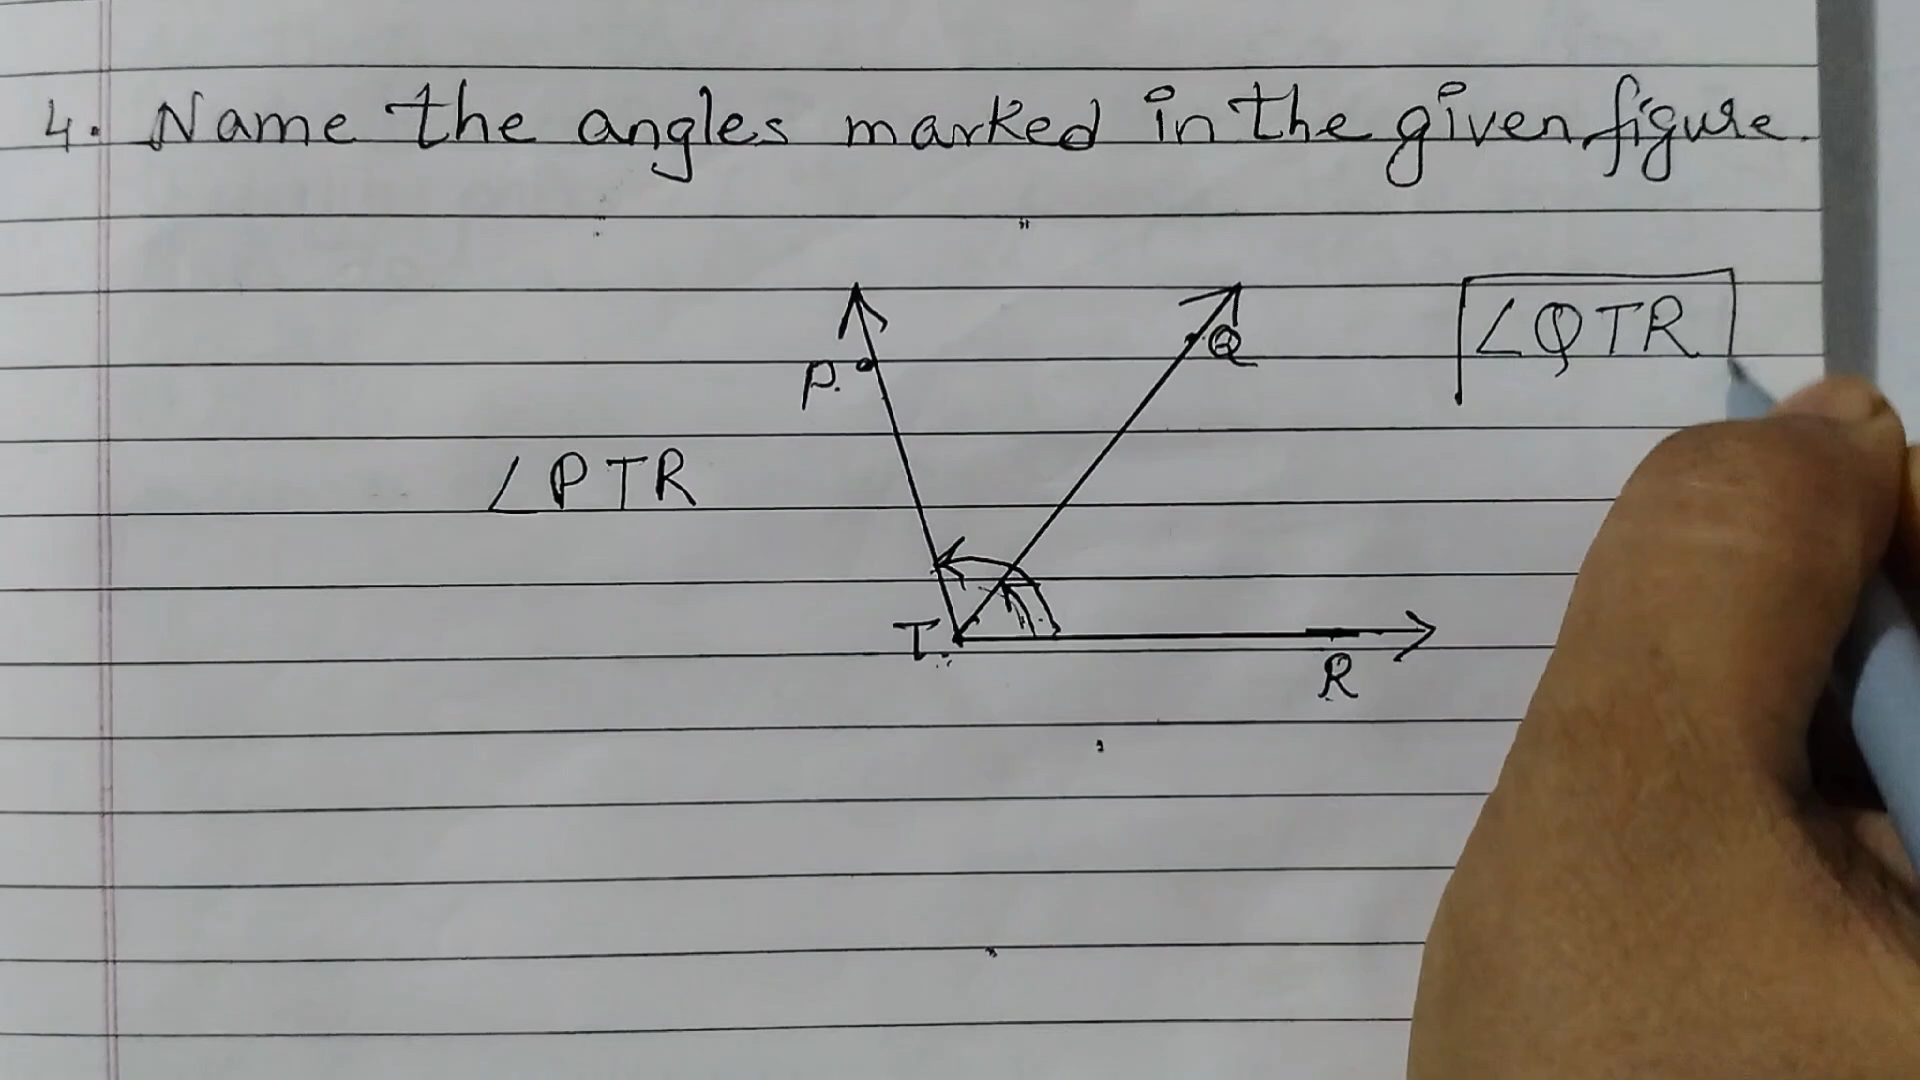 4. Name the angles marked in the given figure.
∠QTR
P.
Q
∠PTR
T
R